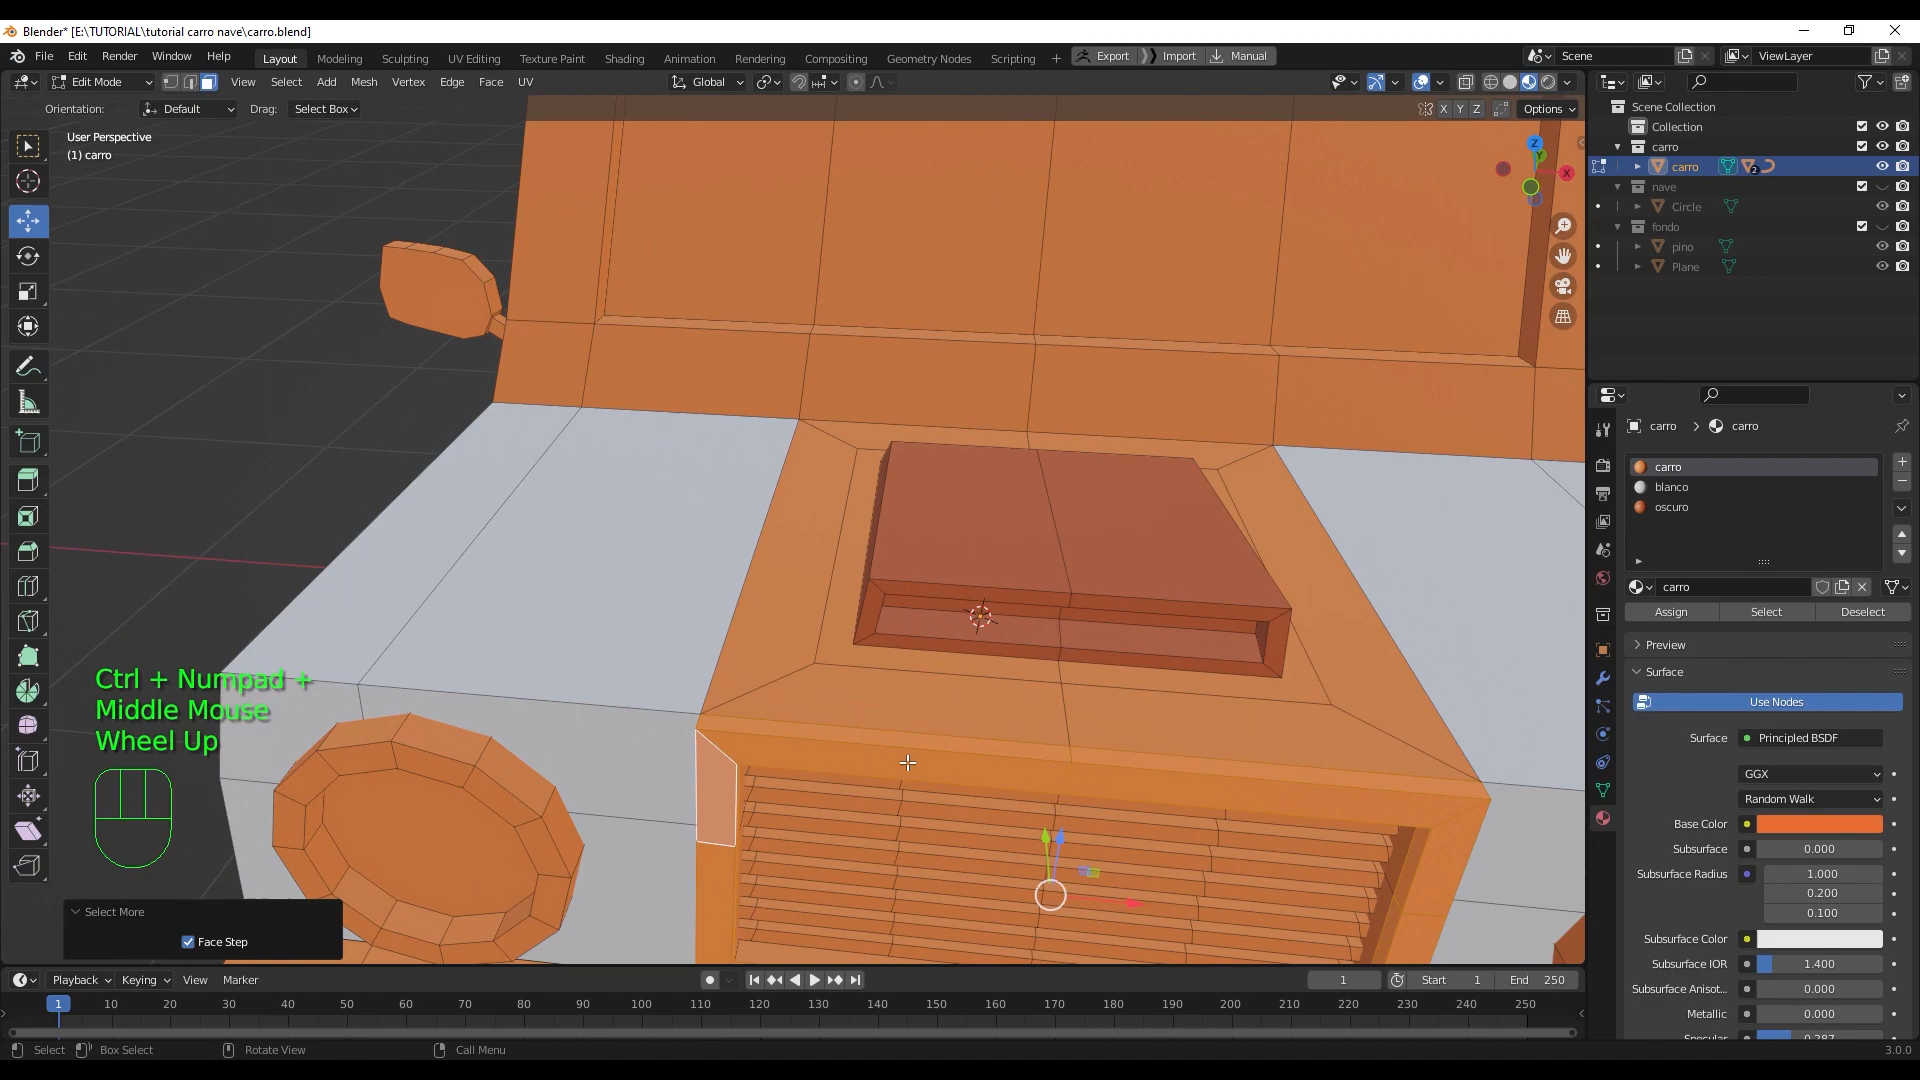 Blender* [E:\TUTORIAL\tutorial carro nave\carro.blend]
File Edit Render Window Help Layout Modeling Sculpting UV Editing Texture Paint Shading Animation Rendering Compositing Geometry Nodes Scripting + Export Import Manual Scene ViewLayer
Edit Mode View Select Add Mesh Vertex Edge Face UV Global
Orientation: Default Drag: Select Box X Y Z Options
User Perspective
(1) carro
Z
Y
X
Scene Collection
Collection
carro
carro 2
nave
Circle
fondo
pino
Plane
carro > carro
carro
blanco
oscuro
carro
Assign Select Deselect
Preview
Surface
Use Nodes
Surface Principled BSDF
GGX
Random Walk
Base Color
Subsurface 0.000
Subsurface Radius 1.000
0.200
0.100
Subsurface Color
Subsurface IOR 1.400
Subsurface Anisot... 0.000
Metallic 0.000
Specular 0.287
Ctrl + Numpad +
Middle Mouse
Wheel Up
Select More
Face Step
Playback Keying View Marker 1 Start 1 End 250
1 10 20 30 40 50 60 70 80 90 100 110 120 130 140 150 160 170 180 190 200 210 220 230 240 250
Select Box Select Rotate View Call Menu 3.0.0